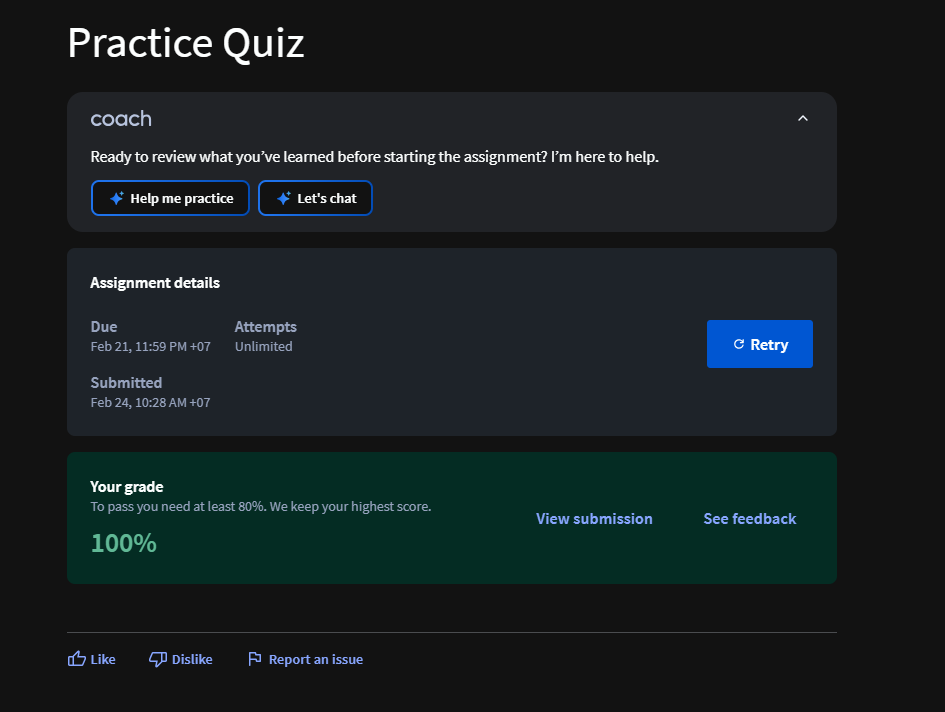 Practice Quiz
coach
Ready to review what you’ve learned before starting the assignment? I’m here to help.
Help me practice
Let's chat
Assignment details
Due
Attempts
Feb 21, 11:59 PM +07
Unlimited
Retry
Submitted
Feb 24, 10:28 AM +07
Your grade
To pass you need at least 80%. We keep your highest score.
View submission
See feedback
100%
Like
Dislike
Report an issue